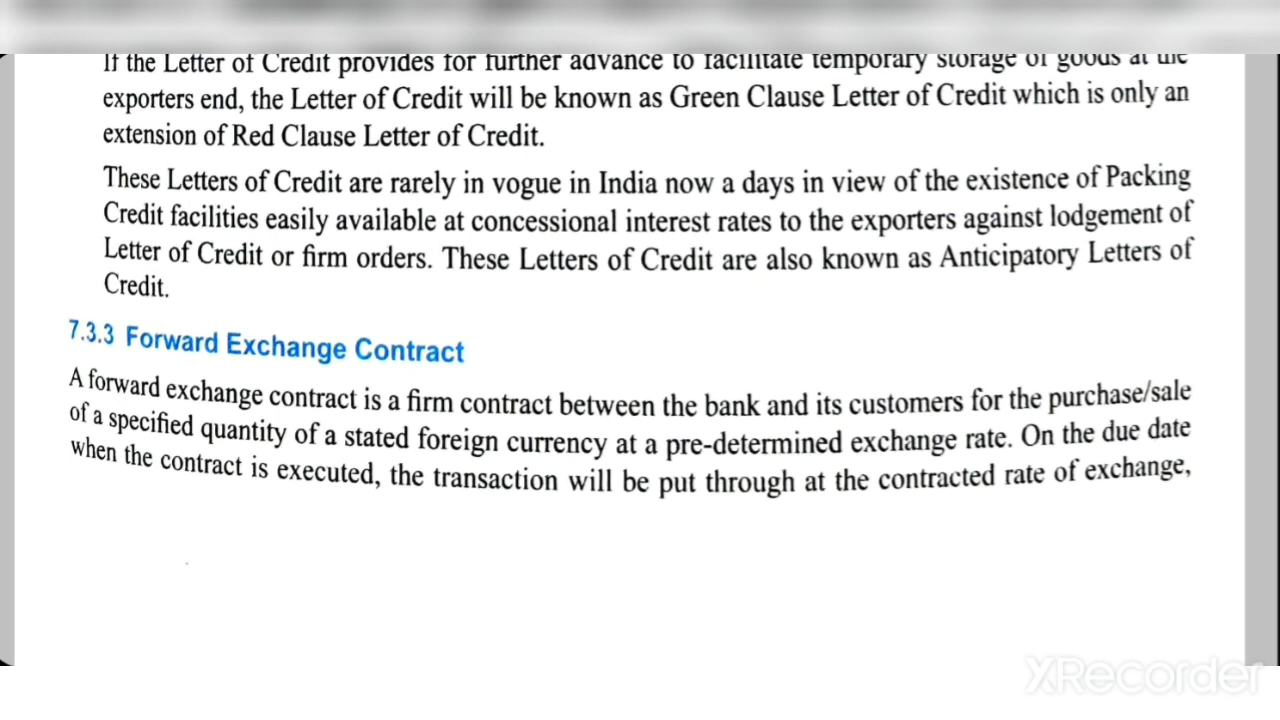 If the Letter of Credit provides for further advance to facilitate temporary storage of goods at the
exporters end, the Letter of Credit will be known as Green Clause Letter of Credit which is only an
extension of Red Clause Letter of Credit.
These Letters of Credit are rarely in vogue in India now a days in view of the existence of Packing
Credit facilities easily available at concessional interest rates to the exporters against lodgement of
Letter of Credit or firm orders. These Letters of Credit are also known as Anticipatory Letters of
Credit.
7.3.3 Forward Exchange Contract
A forward exchange contract is a firm contract between the bank and its customers for the purchase/sale
of a specified quantity of a stated foreign currency at a pre-determined exchange rate. On the due date
when the contract is executed, the transaction will be put through at the contracted rate of exchange,
XRecorder